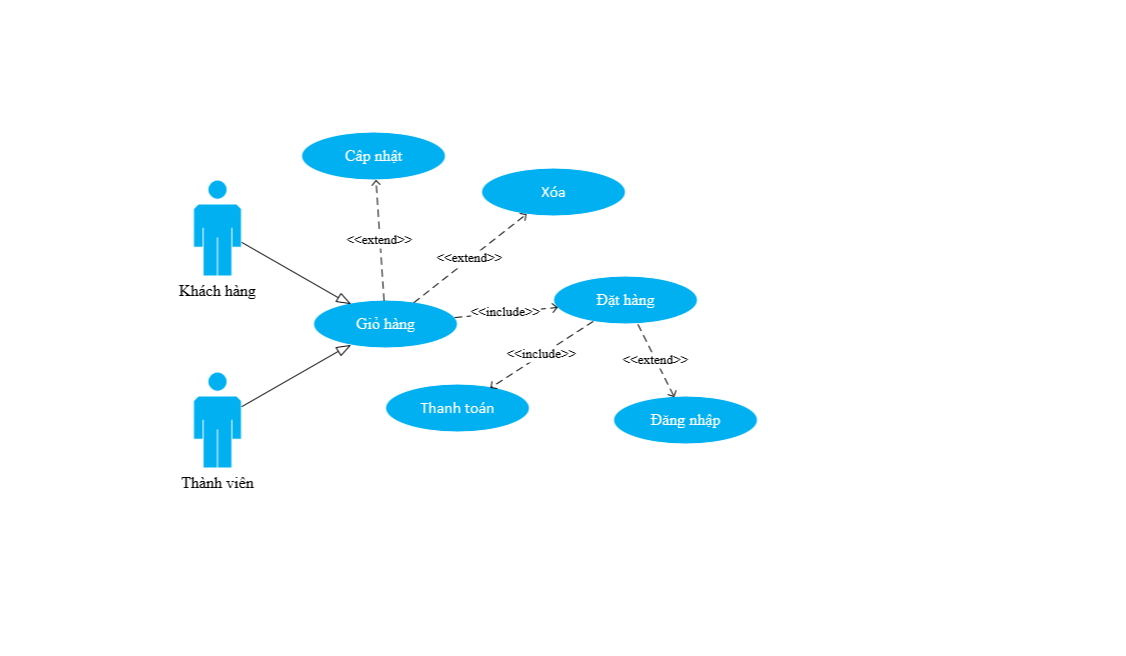 Câp nhật
Xóa
Khách hàng
<<extend>>
<<extend>>
Đặt hàng
Giỏ hàng
<<include>>
<<include>>
<<extend>>
Thanh toán
Đăng nhập
Thành viên